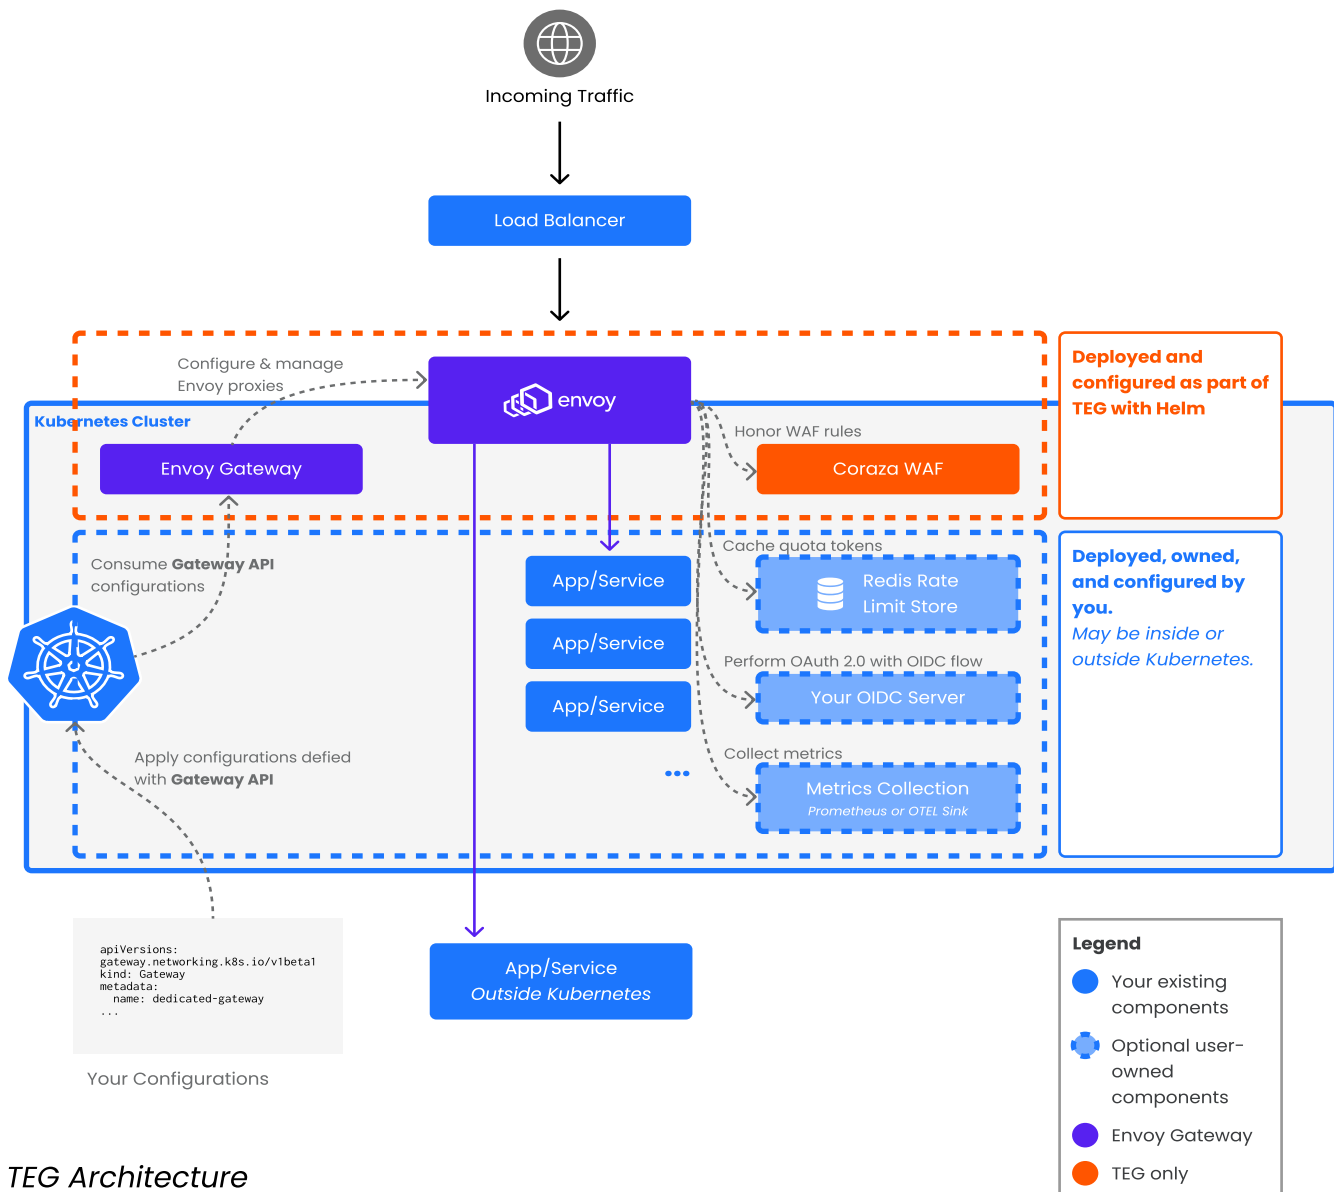 Incoming Traffic
Load Balancer
Configure & manage
Envoy proxies
envoy
Deployed and
configured as part of
TEG with Helm
Kubernetes Cluster
Honor WAF rules
Envoy Gateway
Coraza WAF
Cache quota tokens
Consume Gateway API
configurations
App/Service
App/Service
App/Service
...
Redis Rate
Limit Store
Deployed, owned,
and configured by
you.
May be inside or
outside Kubernetes.
Perform OAuth 2.0 with OIDC flow
Your OIDC Server
Apply configurations defied
with Gateway API
Collect metrics
Metrics Collection
Prometheus or OTEL Sink
apiVersions:
gateway.networking.k8s.io/v1beta1
kind: Gateway
metadata:
  name: dedicated-gateway
...
Your Configurations
App/Service
Outside Kubernetes
Legend
Your existing
components
Optional user-
owned
components
Envoy Gateway
TEG only
TEG Architecture